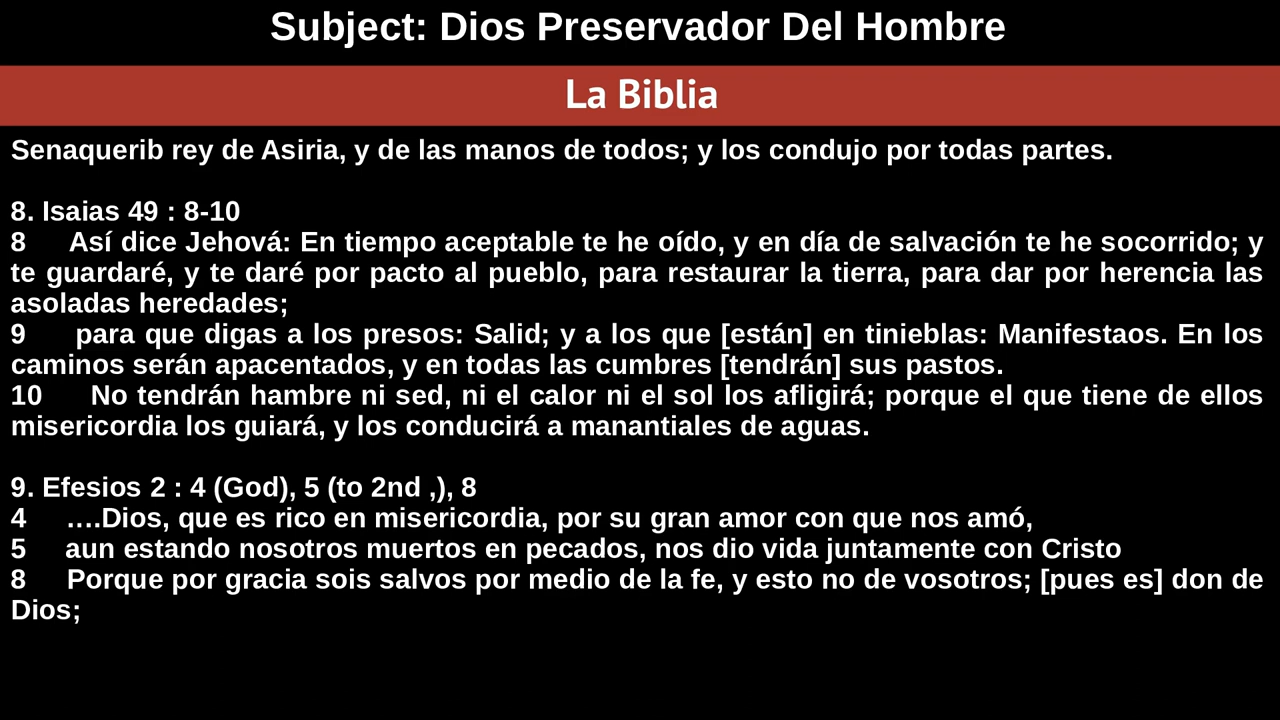 Subject: Dios Preservador Del Hombre
La Biblia
Senaquerib rey de Asiria, y de las manos de todos; y los condujo por todas partes.
8. Isaias 49 : 8-10
8 Así dice Jehová: En tiempo aceptable te he oído, y en día de salvación te he socorrido; y
te guardaré, y te daré por pacto al pueblo, para restaurar la tierra, para dar por herencia las
asoladas heredades;
9 para que digas a los presos: Salid; y a los que [están] en tinieblas: Manifestaos. En los
caminos serán apacentados, y en todas las cumbres [tendrán] sus pastos.
10 No tendrán hambre ni sed, ni el calor ni el sol los afligirá; porque el que tiene de ellos
misericordia los guiará, y los conducirá a manantiales de aguas.
9. Efesios 2 : 4 (God), 5 (to 2nd ,), 8
4 ….Dios, que es rico en misericordia, por su gran amor con que nos amó,
5 aun estando nosotros muertos en pecados, nos dio vida juntamente con Cristo
8 Porque por gracia sois salvos por medio de la fe, y esto no de vosotros; [pues es] don de
Dios;